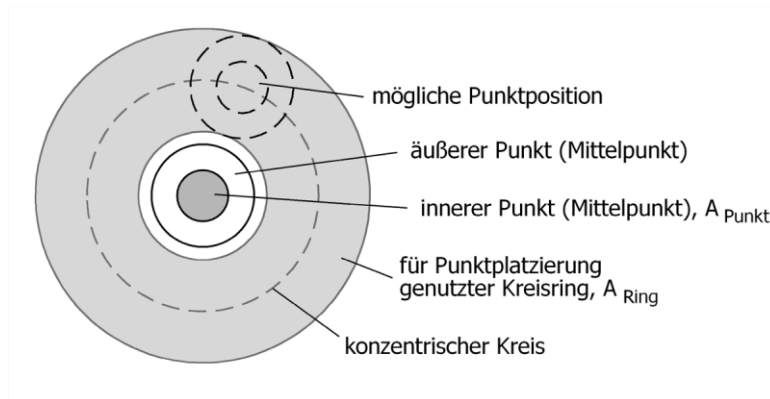 mögliche Punktposition
äußerer Punkt (Mittelpunkt)
innerer Punkt (Mittelpunkt), A Punkt
für Punktplatzierung
genutzter Kreisring, A Ring
konzentrischer Kreis